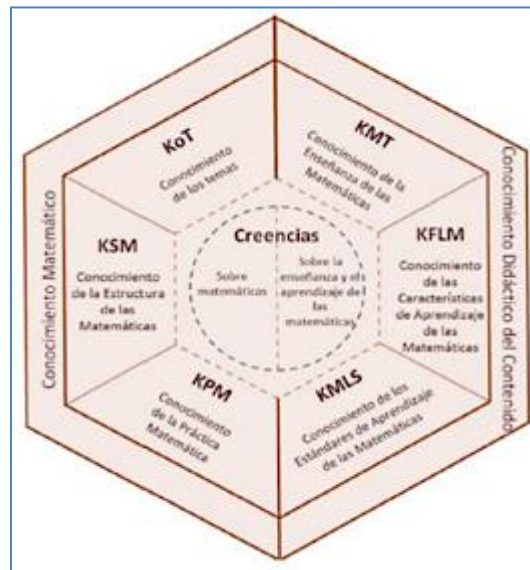 Conocimiento Matemático
KoT
Conocimiento
de los temas
KMT
Conocimiento de la
Enseñanza de las
Matemáticas
KSM
Conocimiento
de la Estructura
de las
Matemáticas
Creencias
Sobre
matemáticas
Sobre la
enseñanza y el
aprendizaje de
las
matemáticas
KFLM
Conocimiento
de las
Características
de Aprendizaje
de las
Matemáticas
KPM
Conocimiento
de la Práctica
Matemática
KMLS
Conocimiento de los
Estándares de Aprendizaje
de las Matemáticas
Conocimiento Didáctico del Contenido